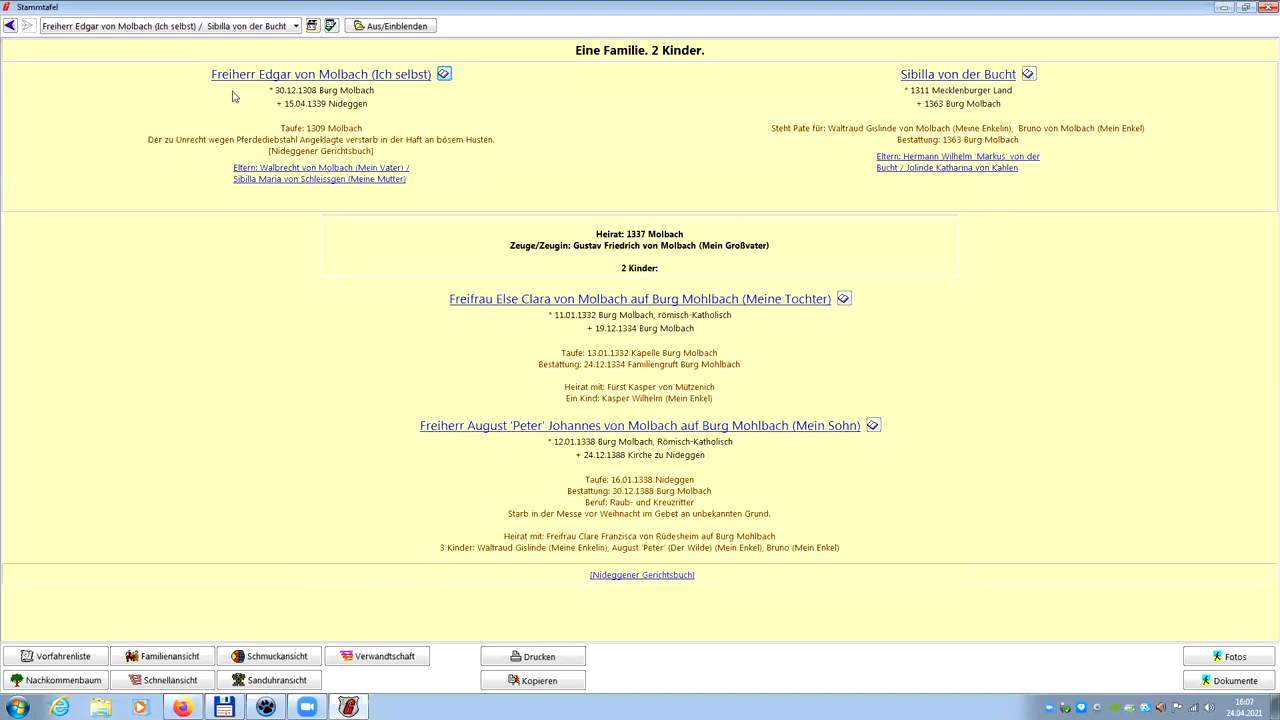 Stammtafel
Freiherr Edgar von Molbach (Ich selbst) / Sibilla von der Bucht
Aus/Einblenden
Eine Familie. 2 Kinder.
Freiherr Edgar von Molbach (Ich selbst)
* 30.12.1308 Burg Molbach
+ 15.04.1339 Nideggen
Taufe: 1309 Molbach
Der zu Unrecht wegen Pferdediebstahl Angeklagte verstarb in der Haft an bösem Husten.
[Nideggener Gerichtsbuch]
Eltern: Walbrecht von Molbach (Mein Vater) /
Sibilla Maria von Schleissgen (Meine Mutter)
Sibilla von der Bucht
* 1311 Mecklenburger Land
+ 1363 Burg Molbach
Steht Pate für: Waltraud Gislinde von Molbach (Meine Enkelin), Bruno von Molbach (Mein Enkel)
Bestattung: 1363 Burg Molbach
Eltern: Hermann Wilhelm 'Markus' von der
Bucht / Jolinde Katharina von Kahlen
Heirat: 1337 Molbach
Zeuge/Zeugin: Gustav Friedrich von Molbach (Mein Großvater)
2 Kinder:
Freifrau Else Clara von Molbach auf Burg Mohlbach (Meine Tochter)
* 11.01.1332 Burg Molbach, römisch-Katholisch
+ 19.12.1334 Burg Molbach
Taufe: 13.01.1332 Kapelle Burg Molbach
Bestattung: 24.12.1334 Familiengruft Burg Mohlbach
Heirat mit: Fürst Kasper von Mützenich
Ein Kind: Kasper Wilhelm (Mein Enkel)
Freiherr August 'Peter' Johannes von Molbach auf Burg Mohlbach (Mein Sohn)
* 12.01.1338 Burg Molbach, Römisch-Katholisch
+ 24.12.1388 Kirche zu Nideggen
Taufe: 16.01.1338 Nideggen
Bestattung: 30.12.1388 Burg Molbach
Beruf: Raub- und Kreuzritter
Starb in der Messe vor Weihnacht im Gebet an unbekannten Grund.
Heirat mit: Freifrau Clare Franzisca von Rüdesheim auf Burg Molbach
3 Kinder: Waltraud Gislinde (Meine Enkelin), August 'Peter' (Der Wilde) (Mein Enkel), Bruno (Mein Enkel)
[Nideggener Gerichtsbuch]
Vorfahrenliste
Familienansicht
Schmuckansicht
Verwandtschaft
Drucken
Fotos
Nachkommenbaum
Schnellansicht
Sanduhransicht
Kopieren
Dokumente
16:07
24.04.2021